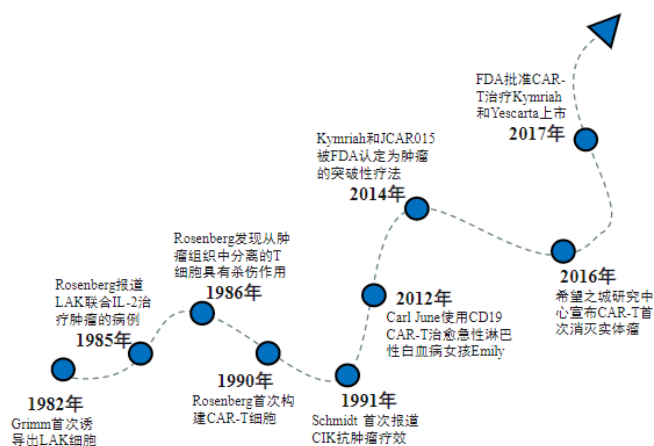 1982年
Grimm首次诱
导出LAK细胞
Rosenberg报道
LAK联合IL-2治
疗肿瘤的病例
1985年
Rosenberg发现从肿
瘤组织中分离的T
细胞具有杀伤作用
1986年
1990年
Rosenberg首次构
建CAR-T细胞
1991年
Schmidt 首次报道
CIK抗肿瘤疗效
2012年
Carl June使用CD19
CAR-T治愈急性淋巴
性白血病女孩Emily
Kymriah和JCAR015
被FDA认定为肿瘤
的突破性疗法
2014年
2016年
希望之城研究中
心宣布CAR-T首
次消灭实体瘤
FDA批准CAR-
T治疗Kymriah
和Yescarta上市
2017年